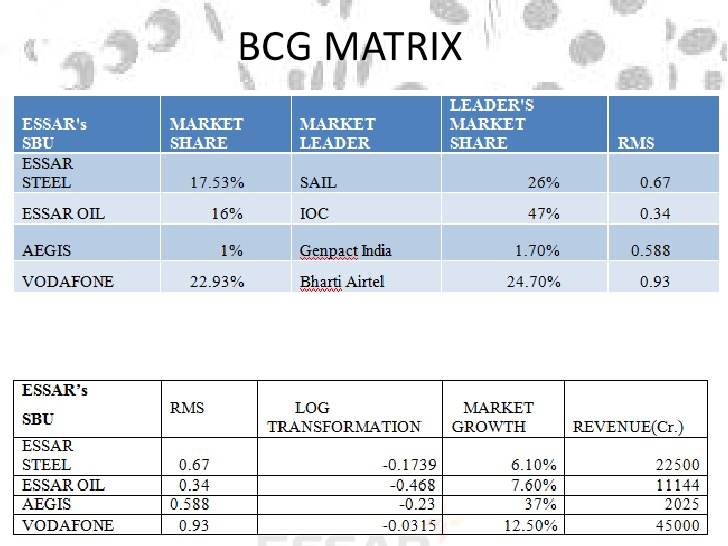 BCG MATRIX
ESSAR's SBU | MARKET SHARE | MARKET LEADER | LEADER'S MARKET SHARE | RMS
ESSAR STEEL | 17.53% | SAIL | 26% | 0.67
ESSAR OIL | 16% | IOC | 47% | 0.34
AEGIS | 1% | Genpact India | 1.70% | 0.588
VODAFONE | 22.93% | Bharti Airtel | 24.70% | 0.93
ESSAR’s SBU | RMS | LOG TRANSFORMATION | MARKET GROWTH | REVENUE(Cr.)
ESSAR STEEL | 0.67 | -0.1739 | 6.10% | 22500
ESSAR OIL | 0.34 | -0.468 | 7.60% | 11144
AEGIS | 0.588 | -0.23 | 37% | 2025
VODAFONE | 0.93 | -0.0315 | 12.50% | 45000
ESSAR